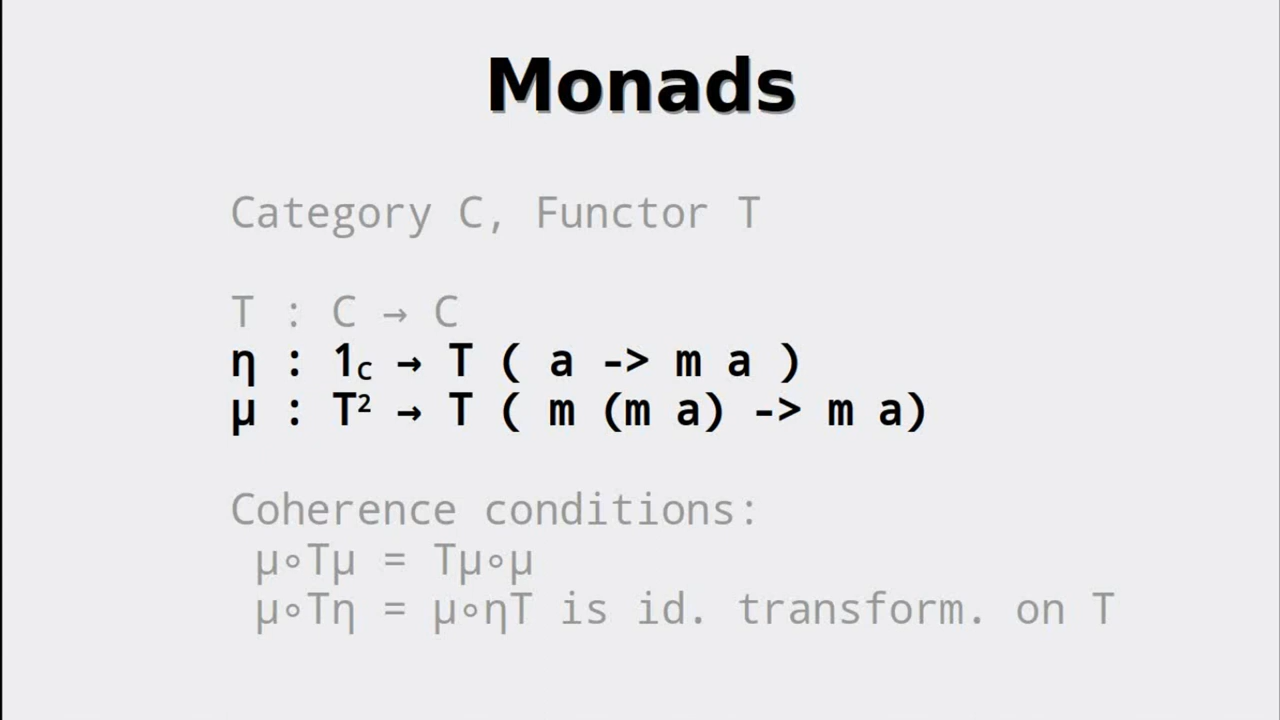 Monads
Category C, Functor T
T : C → C
η : 1C → T ( a -> m a )
μ : T² → T ( m (m a) -> m a)
Coherence conditions:
μ∘Tμ = Tμ∘μ
μ∘Tη = μ∘ηT is id. transform. on T